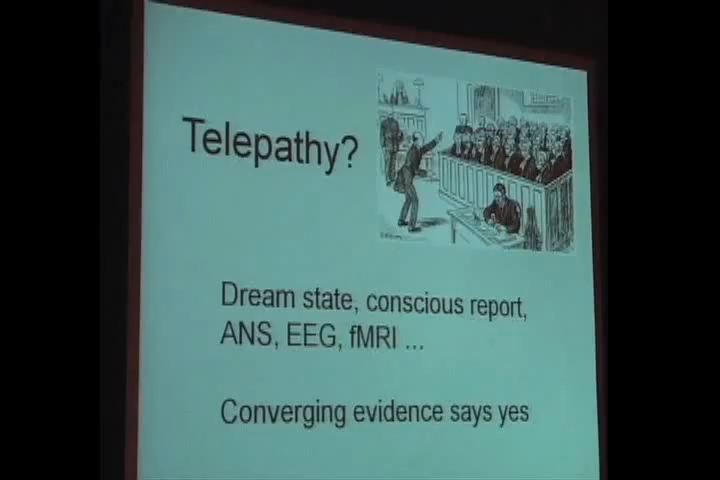 Telepathy?
Dream state, conscious report,
ANS, EEG, fMRI ...
Converging evidence says yes